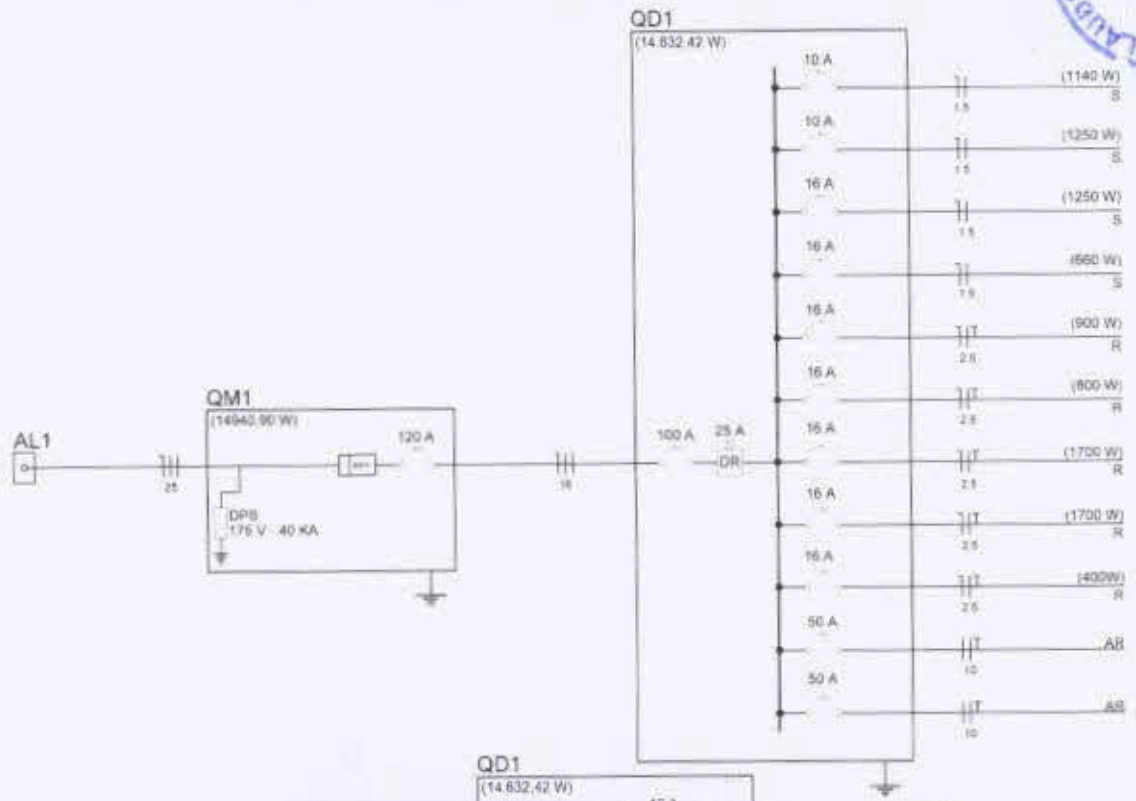 QD1
(14.632.42 W)
10 A
(1140 W)
S
1.5
10 A
(1250 W)
S
1.5
16 A
(1250 W)
S
1.5
16 A
(660 W)
S
1.5
16 A
(900 W)
R
2.5
16 A
(800 W)
R
2.5
16 A
(1700 W)
R
2.5
16 A
(1700 W)
R
2.5
16 A
(400W)
R
2.5
50 A
AB
10
50 A
AB
10
100 A
25 A
DR
QM1
(14940.90 W)
120 A
AL1
25
16
DPS
175 V - 40 KA
T
T
T
T
T
T
T
QD1
(14.632,42 W)